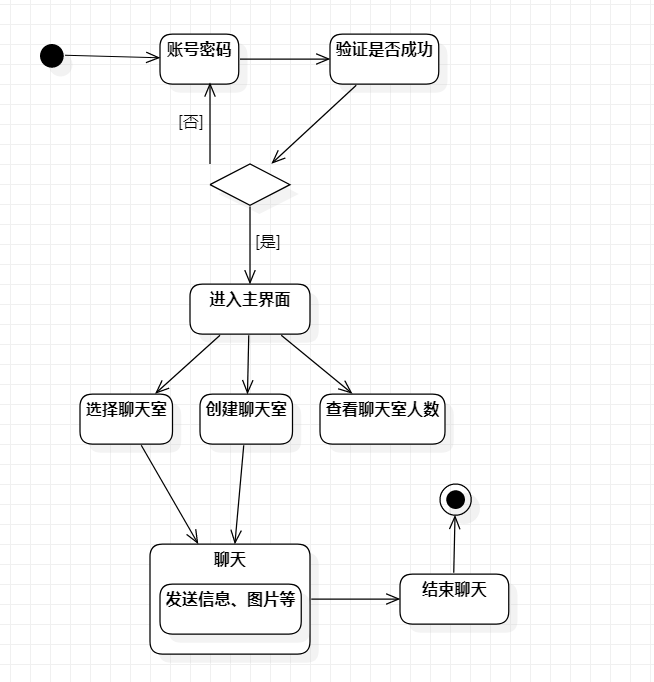 账号密码
验证是否成功
[否]
[是]
进入主界面
选择聊天室
创建聊天室
查看聊天室人数
聊天
发送信息、图片等
结束聊天